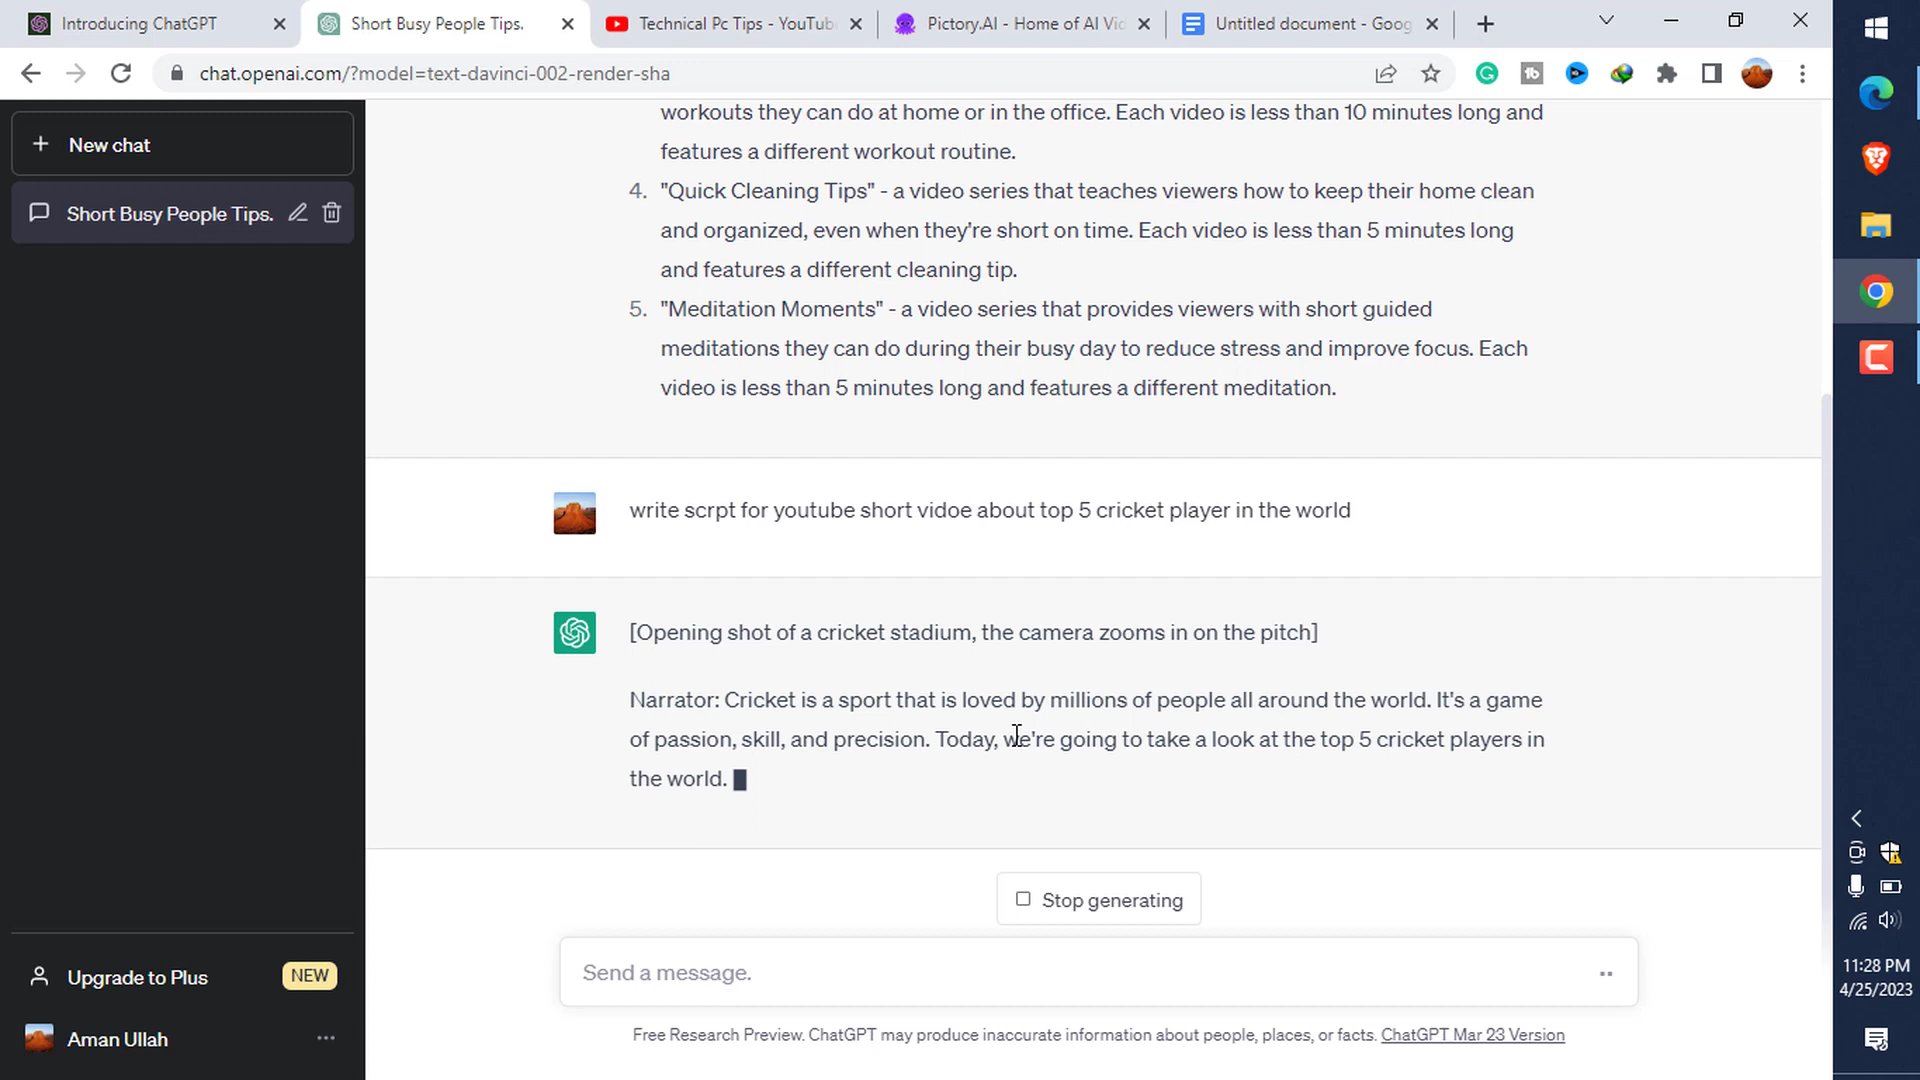 Introducing ChatGPT
Short Busy People Tips.
Technical Pc Tips - YouTub
Pictory.AI - Home of AI Vid
Untitled document - Goog
chat.openai.com/?model=text-davinci-002-render-sha
New chat
Short Busy People Tips.
workouts they can do at home or in the office. Each video is less than 10 minutes long and
features a different workout routine.
4. "Quick Cleaning Tips" - a video series that teaches viewers how to keep their home clean
and organized, even when they're short on time. Each video is less than 5 minutes long
and features a different cleaning tip.
5. "Meditation Moments" - a video series that provides viewers with short guided
meditations they can do during their busy day to reduce stress and improve focus. Each
video is less than 5 minutes long and features a different meditation.
write scrpt for youtube short vidoe about top 5 cricket player in the world
[Opening shot of a cricket stadium, the camera zooms in on the pitch]
Narrator: Cricket is a sport that is loved by millions of people all around the world. It's a game
of passion, skill, and precision. Today, we're going to take a look at the top 5 cricket players in
the world.
Stop generating
Send a message.
Free Research Preview. ChatGPT may produce inaccurate information about people, places, or facts. ChatGPT Mar 23 Version
Upgrade to Plus
NEW
Aman Ullah
11:28 PM
4/25/2023